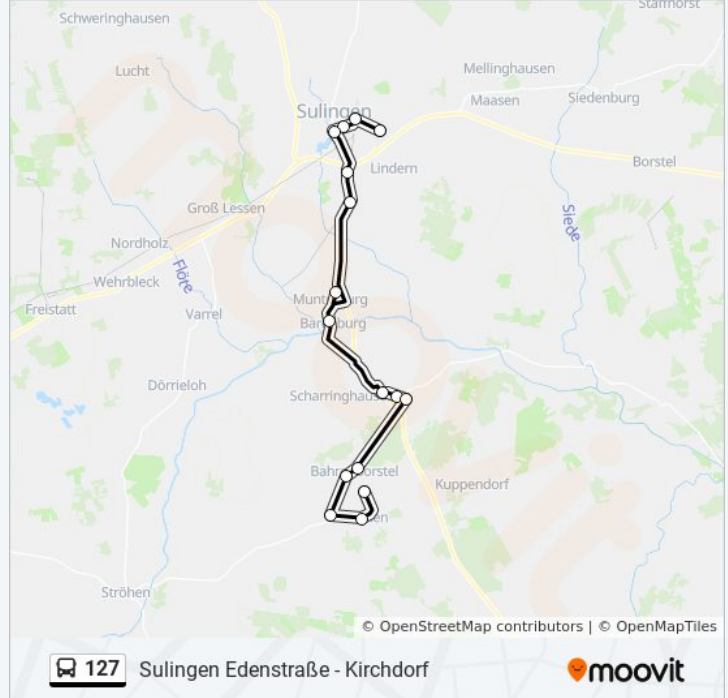 Staffhorst
Schweringhausen
Lucht
Mellinghausen
Siedenburg
Maasen
Sulingen
Borstel
Lindern
Groß Lessen
Siede
Nordholz
Flöte
Wehrbleck
Freistatt
Varrel
Dörrieloh
Kuppendorf
Ströhen
© OpenStreetMap contributors | © OpenMapTiles
127 Sulingen Edenstraße - Kirchdorf
moovit